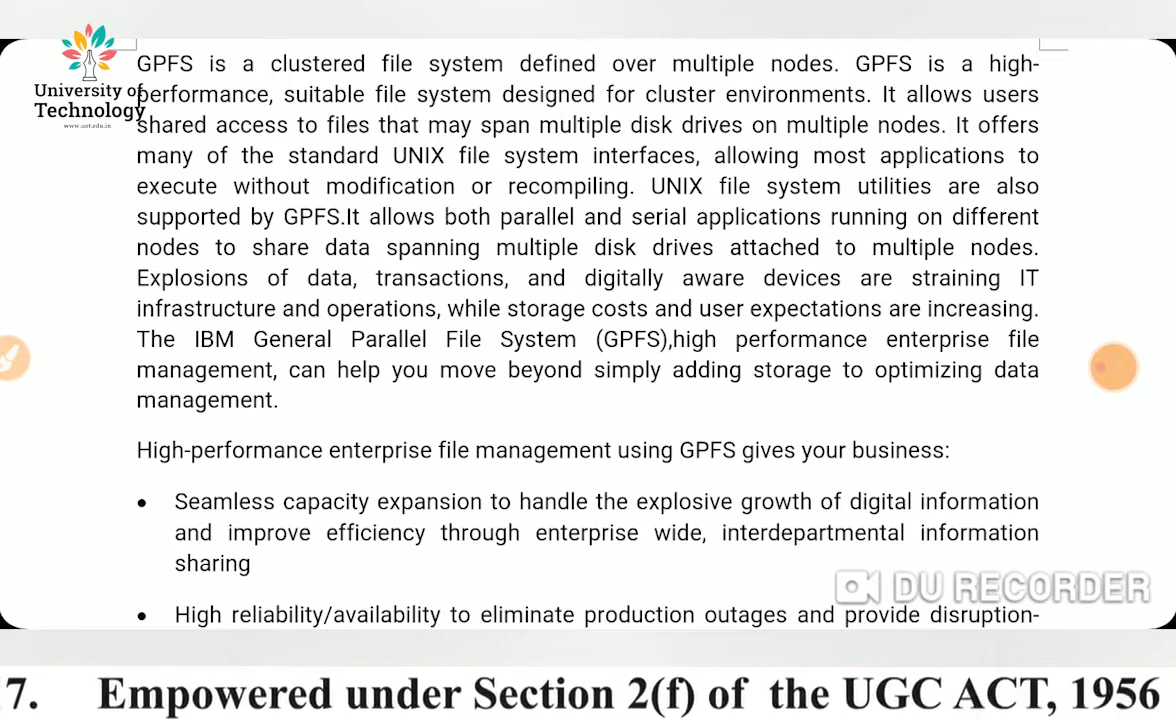 GPFS is a clustered file system defined over multiple nodes. GPFS is a high-
University of
performance, suitable file system designed for cluster environments. It allows users
Technology
www.uot.edu.in
shared access to files that may span multiple disk drives on multiple nodes. It offers
many of the standard UNIX file system interfaces, allowing most applications to
execute without modification or recompiling. UNIX file system utilities are also
supported by GPFS.It allows both parallel and serial applications running on different
nodes to share data spanning multiple disk drives attached to multiple nodes.
Explosions of data, transactions, and digitally aware devices are straining IT
infrastructure and operations, while storage costs and user expectations are increasing.
The IBM General Parallel File System (GPFS),high performance enterprise file
management, can help you move beyond simply adding storage to optimizing data
management.
High-performance enterprise file management using GPFS gives your business:
• Seamless capacity expansion to handle the explosive growth of digital information
and improve efficiency through enterprise wide, interdepartmental information
sharing
DU RECORDER
• High reliability/availability to eliminate production outages and provide disruption-
7. Empowered under Section 2(f) of the UGC ACT, 1956